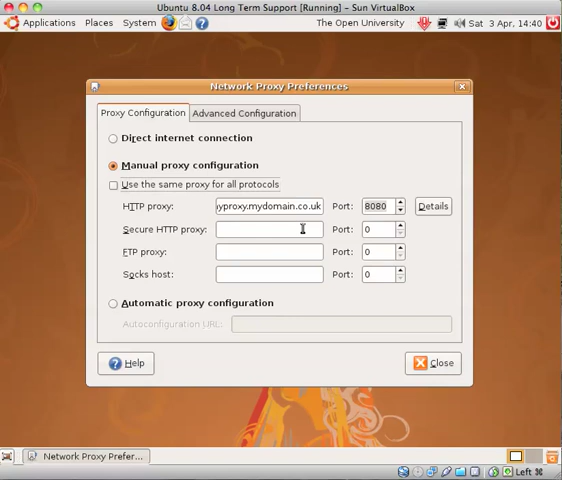 Ubuntu 8.04 Long Term Support [Running] – Sun VirtualBox
Applications Places System The Open University Sat 3 Apr, 14:40
Network Proxy Preferences
Proxy Configuration Advanced Configuration
Direct internet connection
Manual proxy configuration
Use the same proxy for all protocols
HTTP proxy: yproxy.mydomain.co.uk Port: 8080 Details
Secure HTTP proxy: Port: 0
FTP proxy: Port: 0
Socks host: Port: 0
Automatic proxy configuration
Autoconfiguration URL:
Help Close
Network Proxy Prefer...
Left ⌘